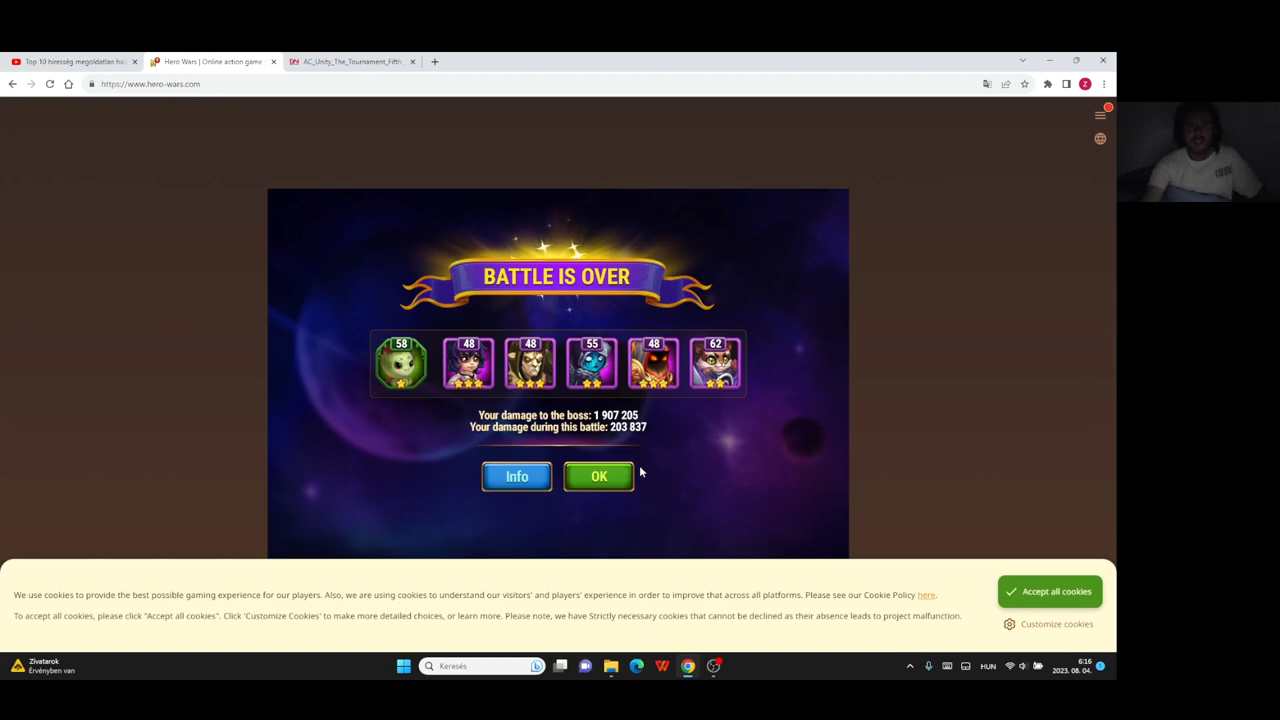 Top 10 híresség megoldatlan ha
Hero Wars | Online action game
AC_Unity_The_Tournament_Fifth_
https://www.hero-wars.com
Z
BATTLE IS OVER
58 48 48 55 48 62
Your damage to the boss: 1 907 205
Your damage during this battle: 203 837
Info OK
We use cookies to provide the best possible gaming experience for our players. Also, we are using cookies to understand our visitors' and players' experience in order to improve that across all platforms. Please see our Cookie Policy here.
To accept all cookies, please click "Accept all cookies". Click 'Customize Cookies' to make more detailed choices, or learn more. Please note, we have Strictly necessary cookies that cannot be declined as their absence leads to project malfunction.
Accept all cookies
Customize cookies
Zivatarok
Érvényben van
Keresés
HUN
6:16
2023. 08. 04.